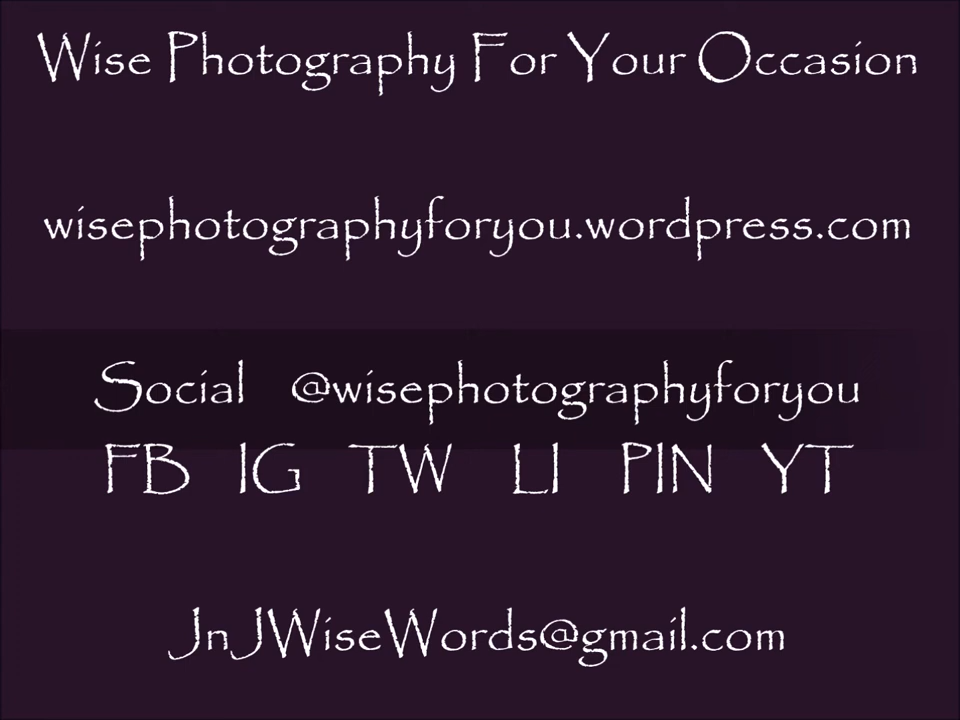 Wise Photography For Your Occasion
wisephotographyforyou.wordpress.com
Social @wisephotographyforyou
FB IG TW LI PIN YT
JnJWiseWords@gmail.com